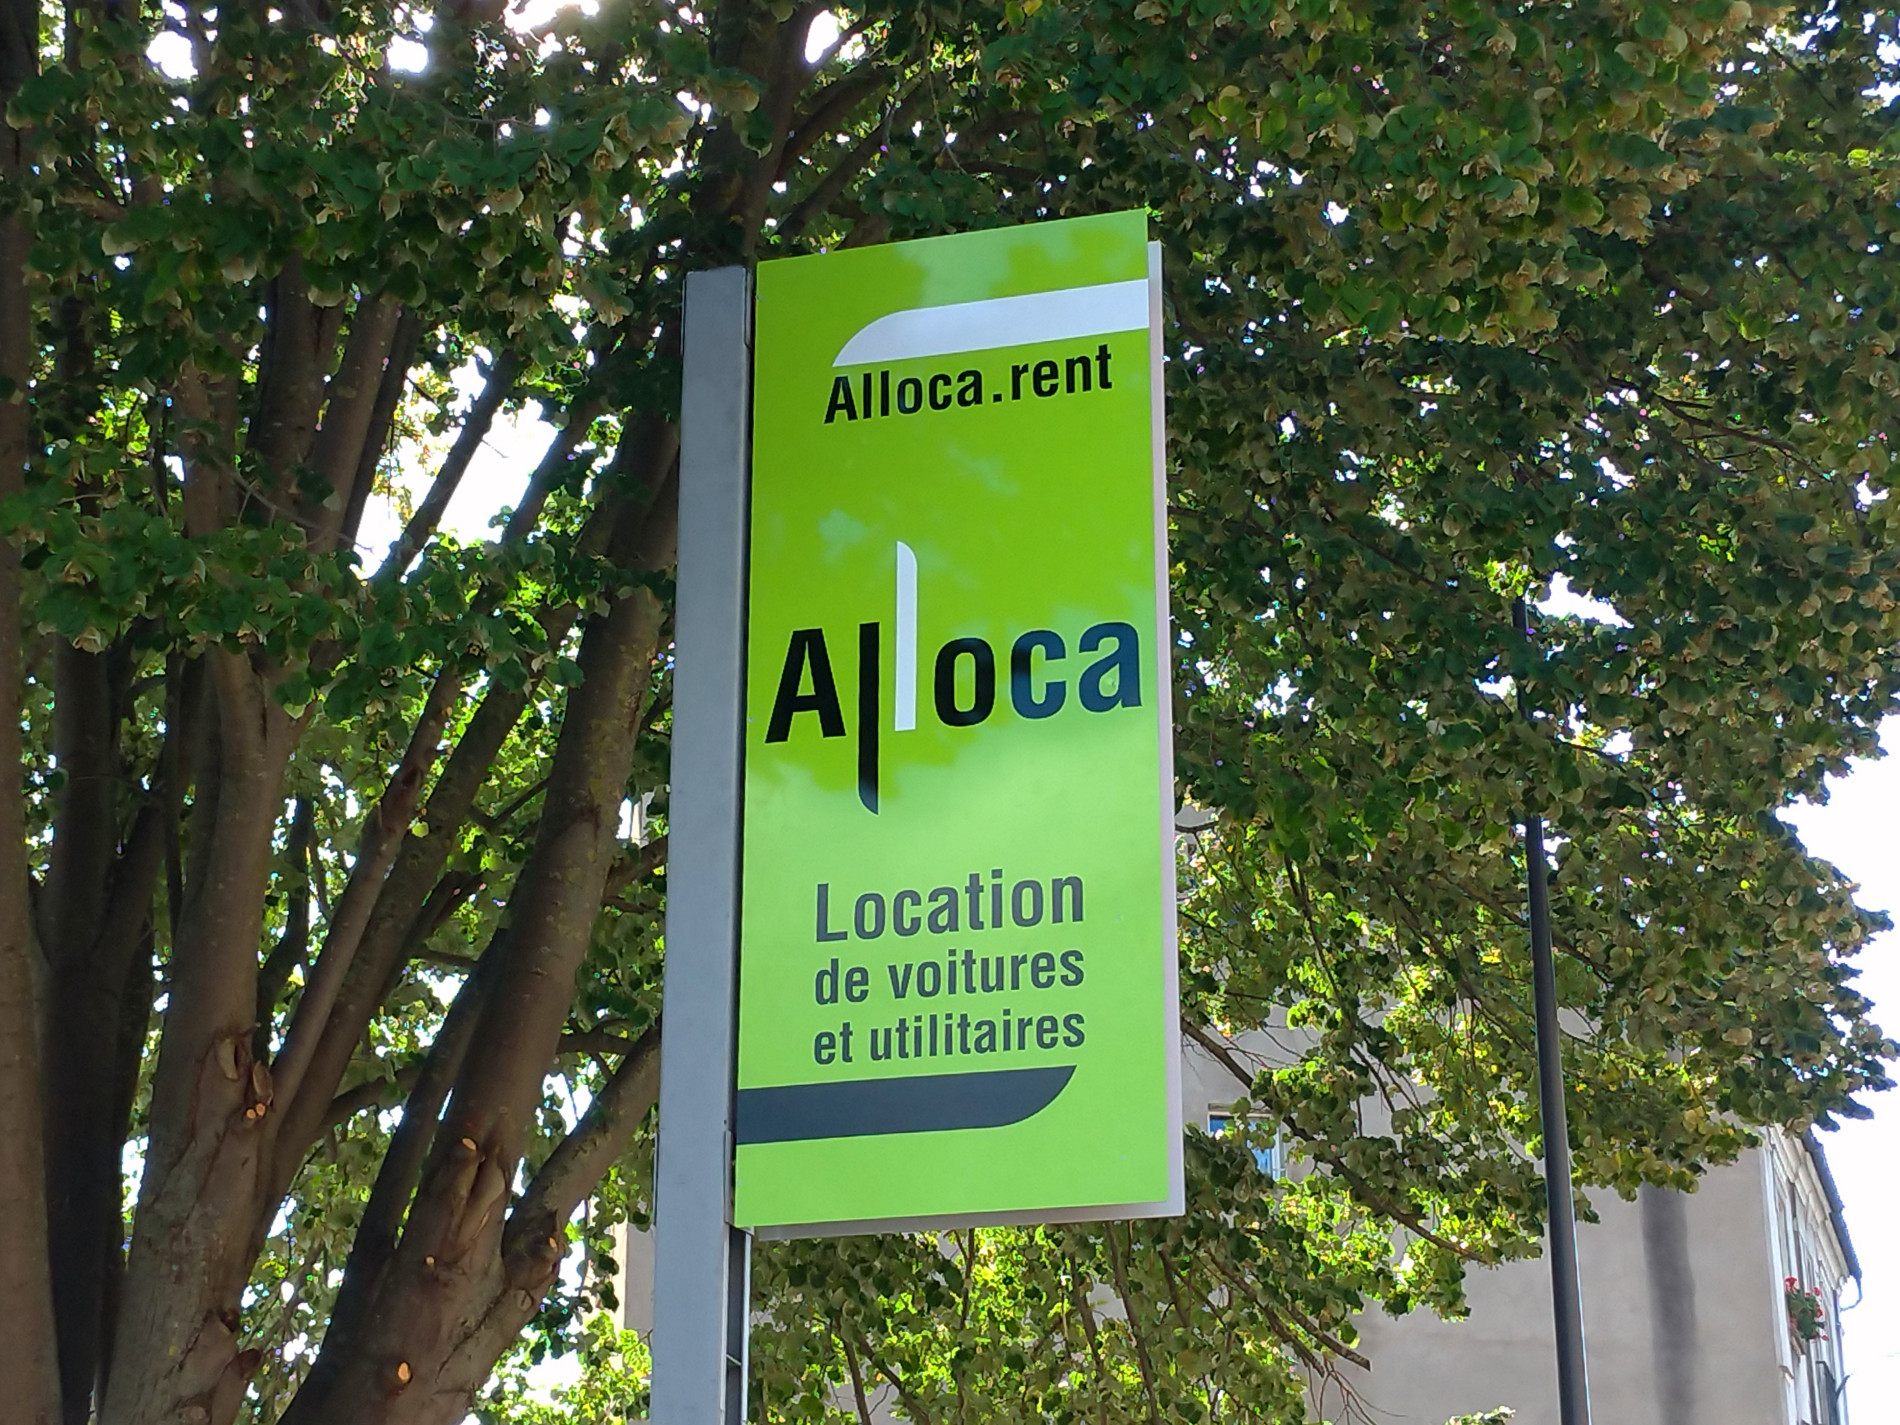 Alloca.rent
Alloca
Location
de voitures
et utilitaires